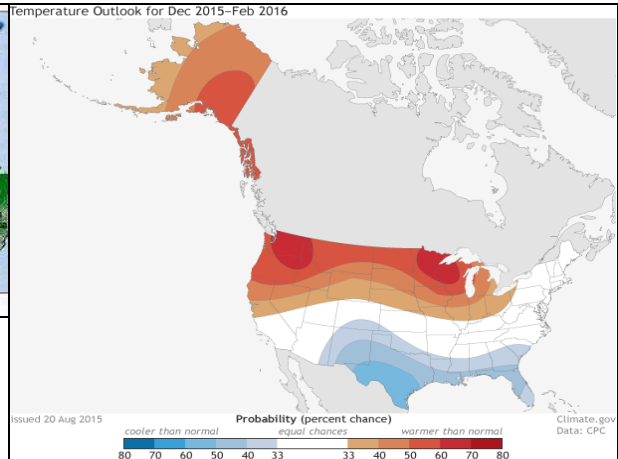 Temperature Outlook for Dec 2015-Feb 2016
Issued 20 Aug 2015
Probability (percent chance)
Climate.gov
cooler than normal
equal chances
warmer than normal
Data: CPC
80 70 60 50 40 33 33 40 50 60 70 80